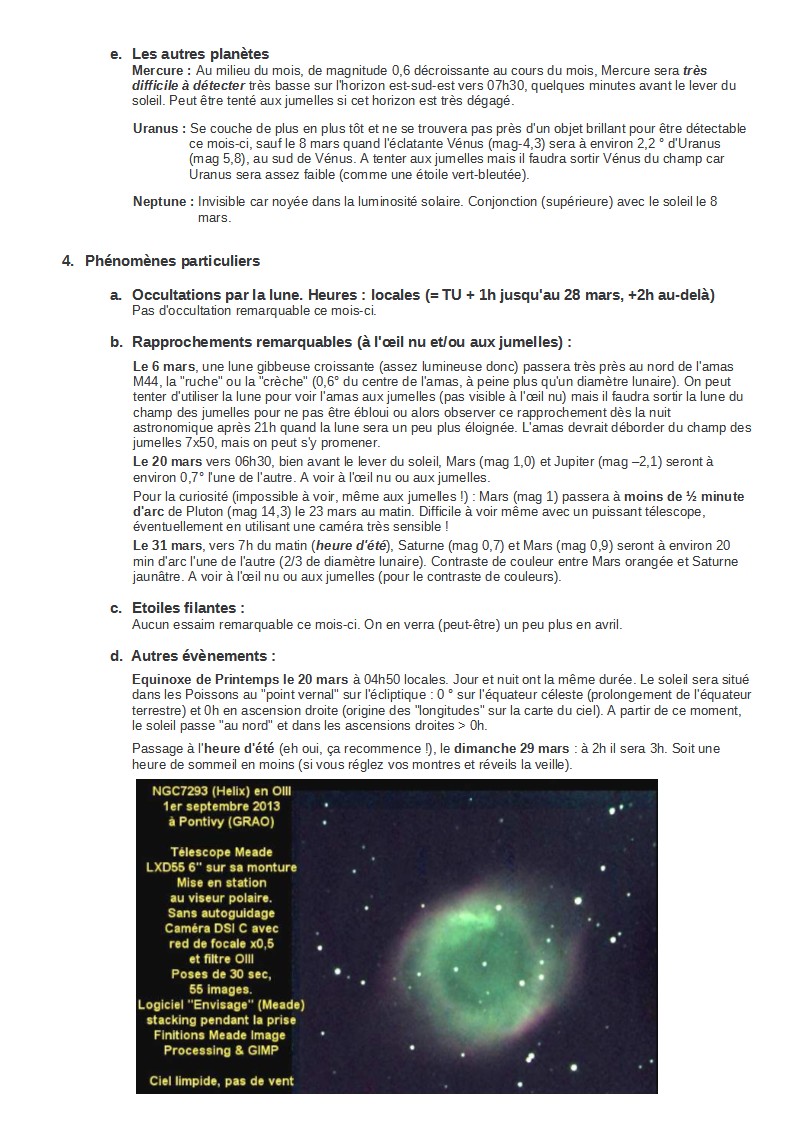 e. Les autres planètes
Mercure : Au milieu du mois, de magnitude 0,6 décroissante au cours du mois, Mercure sera très
difficile à détecter très basse sur l'horizon est-sud-est vers 07h30, quelques minutes avant le lever du
soleil. Peut être tenté aux jumelles si cet horizon est très dégagé.
Uranus : Se couche de plus en plus tôt et ne se trouvera pas près d'un objet brillant pour être détectable
ce mois-ci, sauf le 8 mars quand l'éclatante Vénus (mag-4,3) sera à environ 2,2 ° d'Uranus
(mag 5,8), au sud de Vénus. A tenter aux jumelles mais il faudra sortir Vénus du champ car
Uranus sera assez faible (comme une étoile vert-bleutée).
Neptune : Invisible car noyée dans la luminosité solaire. Conjonction (supérieure) avec le soleil le 8
mars.
4. Phénomènes particuliers
a. Occultations par la lune. Heures : locales (= TU + 1h jusqu'au 28 mars, +2h au-delà)
Pas d'occultation remarquable ce mois-ci.
b. Rapprochements remarquables (à l'œil nu et/ou aux jumelles) :
Le 6 mars, une lune gibbeuse croissante (assez lumineuse donc) passera très près au nord de l'amas
M44, la "ruche" ou la "crèche" (0,6° du centre de l'amas, à peine plus qu'un diamètre lunaire). On peut
tenter d'utiliser la lune pour voir l'amas aux jumelles (pas visible à l'œil nu) mais il faudra sortir la lune du
champ des jumelles pour ne pas être ébloui ou alors observer ce rapprochement dès la nuit
astronomique après 21h quand la lune sera un peu plus éloignée. L'amas devrait déborder du champ des
jumelles 7x50, mais on peut s'y promener.
Le 20 mars vers 06h30, bien avant le lever du soleil, Mars (mag 1,0) et Jupiter (mag –2,1) seront à
environ 0,7° l'une de l'autre. A voir à l'œil nu ou aux jumelles.
Pour la curiosité (impossible à voir, même aux jumelles !) : Mars (mag 1) passera à moins de ½ minute
d'arc de Pluton (mag 14,3) le 23 mars au matin. Difficile à voir même avec un puissant télescope,
éventuellement en utilisant une caméra très sensible !
Le 31 mars, vers 7h du matin (heure d'été), Saturne (mag 0,7) et Mars (mag 0,9) seront à environ 20
min d'arc l'une de l'autre (2/3 de diamètre lunaire). Contraste de couleur entre Mars orangée et Saturne
jaunâtre. A voir à l'œil nu ou aux jumelles (pour le contraste de couleurs).
c. Etoiles filantes :
Aucun essaim remarquable ce mois-ci. On en verra (peut-être) un peu plus en avril.
d. Autres évènements :
Equinoxe de Printemps le 20 mars à 04h50 locales. Jour et nuit ont la même durée. Le soleil sera situé
dans les Poissons au "point vernal" sur l'écliptique : 0 ° sur l'équateur céleste (prolongement de l'équateur
terrestre) et 0h en ascension droite (origine des "longitudes" sur la carte du ciel). A partir de ce moment,
le soleil passe "au nord" et dans les ascensions droites > 0h.
Passage à l'heure d'été (eh oui, ça recommence !), le dimanche 29 mars : à 2h il sera 3h. Soit une
heure de sommeil en moins (si vous réglez vos montres et réveils la veille).
NGC7293 (Helix) en OIII
1er septembre 2013
à Pontivy (GRAO)
Télescope Meade
LXD55 6" sur sa monture
Mise en station
au viseur polaire.
Sans autoguidage
Caméra DSI C avec
red de focale x0,5
et filtre OIII
Poses de 30 sec,
55 images.
Logiciel "Envisage" (Meade)
stacking pendant la prise
Finitions Meade Image
Processing & GIMP
Ciel limpide, pas de vent